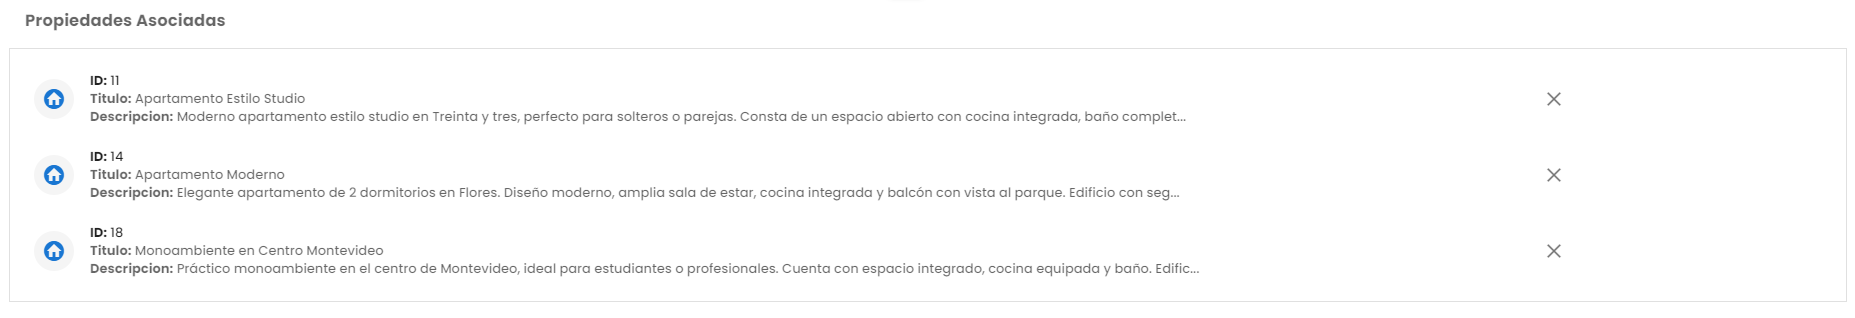 Propiedades Asociadas
ID: 11
Titulo: Apartamento Estilo Studio
Descripcion: Moderno apartamento estilo studio en Treinta y tres, perfecto para solteros o parejas. Consta de un espacio abierto con cocina integrada, baño complet...
ID: 14
Titulo: Apartamento Moderno
Descripcion: Elegante apartamento de 2 dormitorios en Flores. Diseño moderno, amplia sala de estar, cocina integrada y balcón con vista al parque. Edificio con seg...
ID: 18
Titulo: Monoambiente en Centro Montevideo
Descripcion: Práctico monoambiente en el centro de Montevideo, ideal para estudiantes o profesionales. Cuenta con espacio integrado, cocina equipada y baño. Edific...